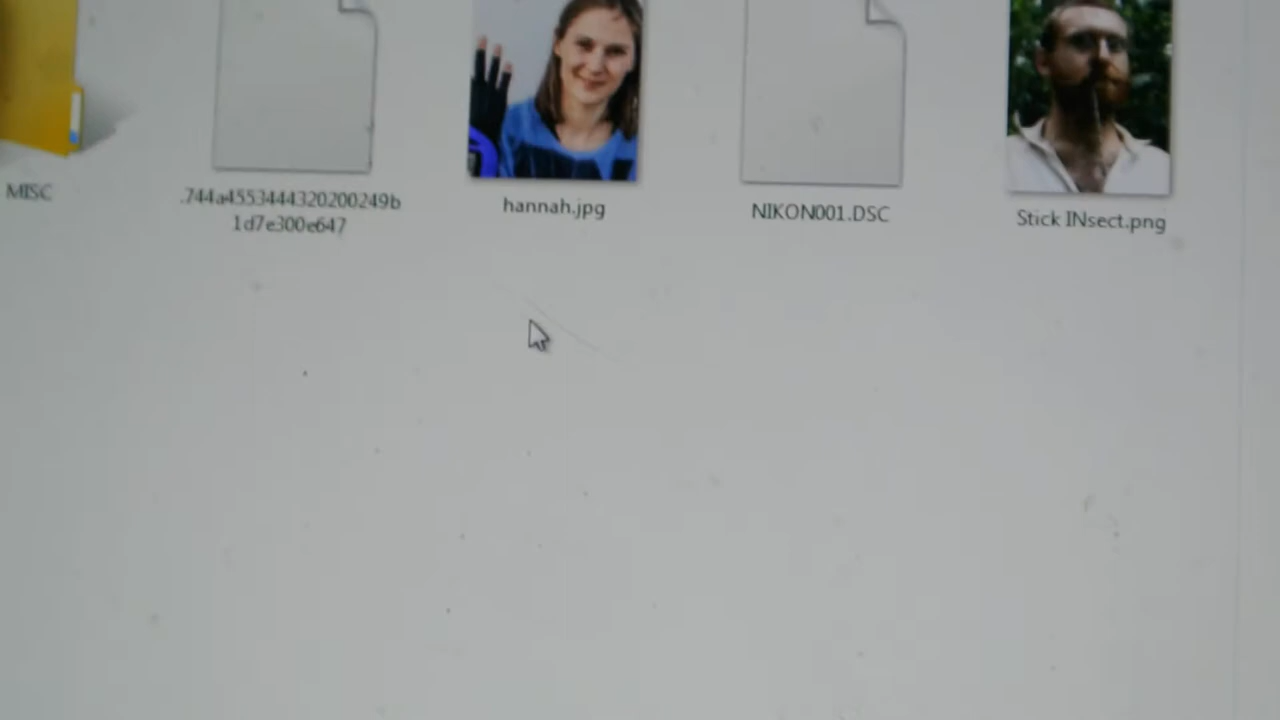 MISC
.744a4553444320200249b
1d7e300e647
hannah.jpg
NIKON001.DSC
Stick INsect.png